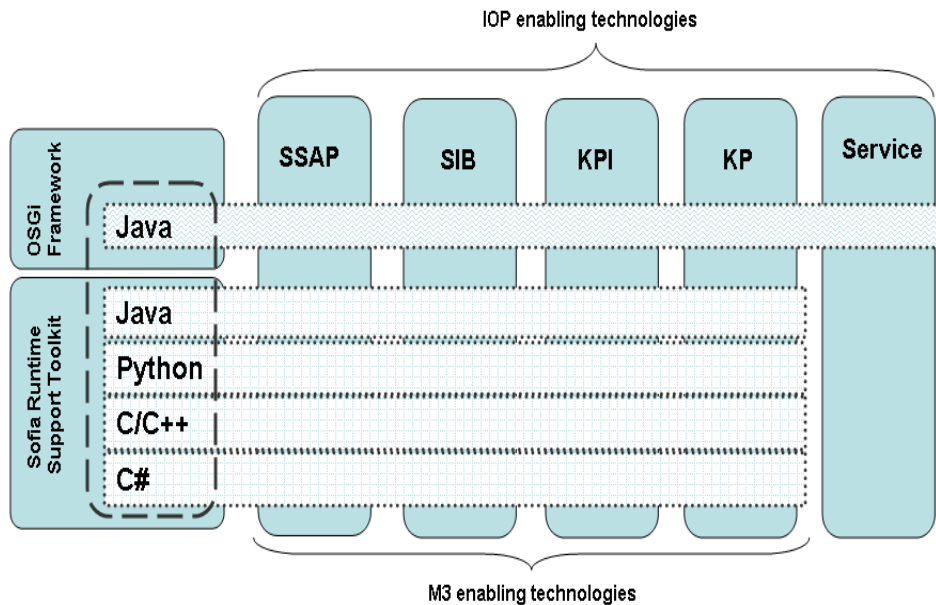 IOP enabling technologies
SSAP
SIB
KPI
KP
Service
OSGi
Framework
Java
Sofia Runtime
Support Toolkit
Java
Python
C/C++
C#
M3 enabling technologies